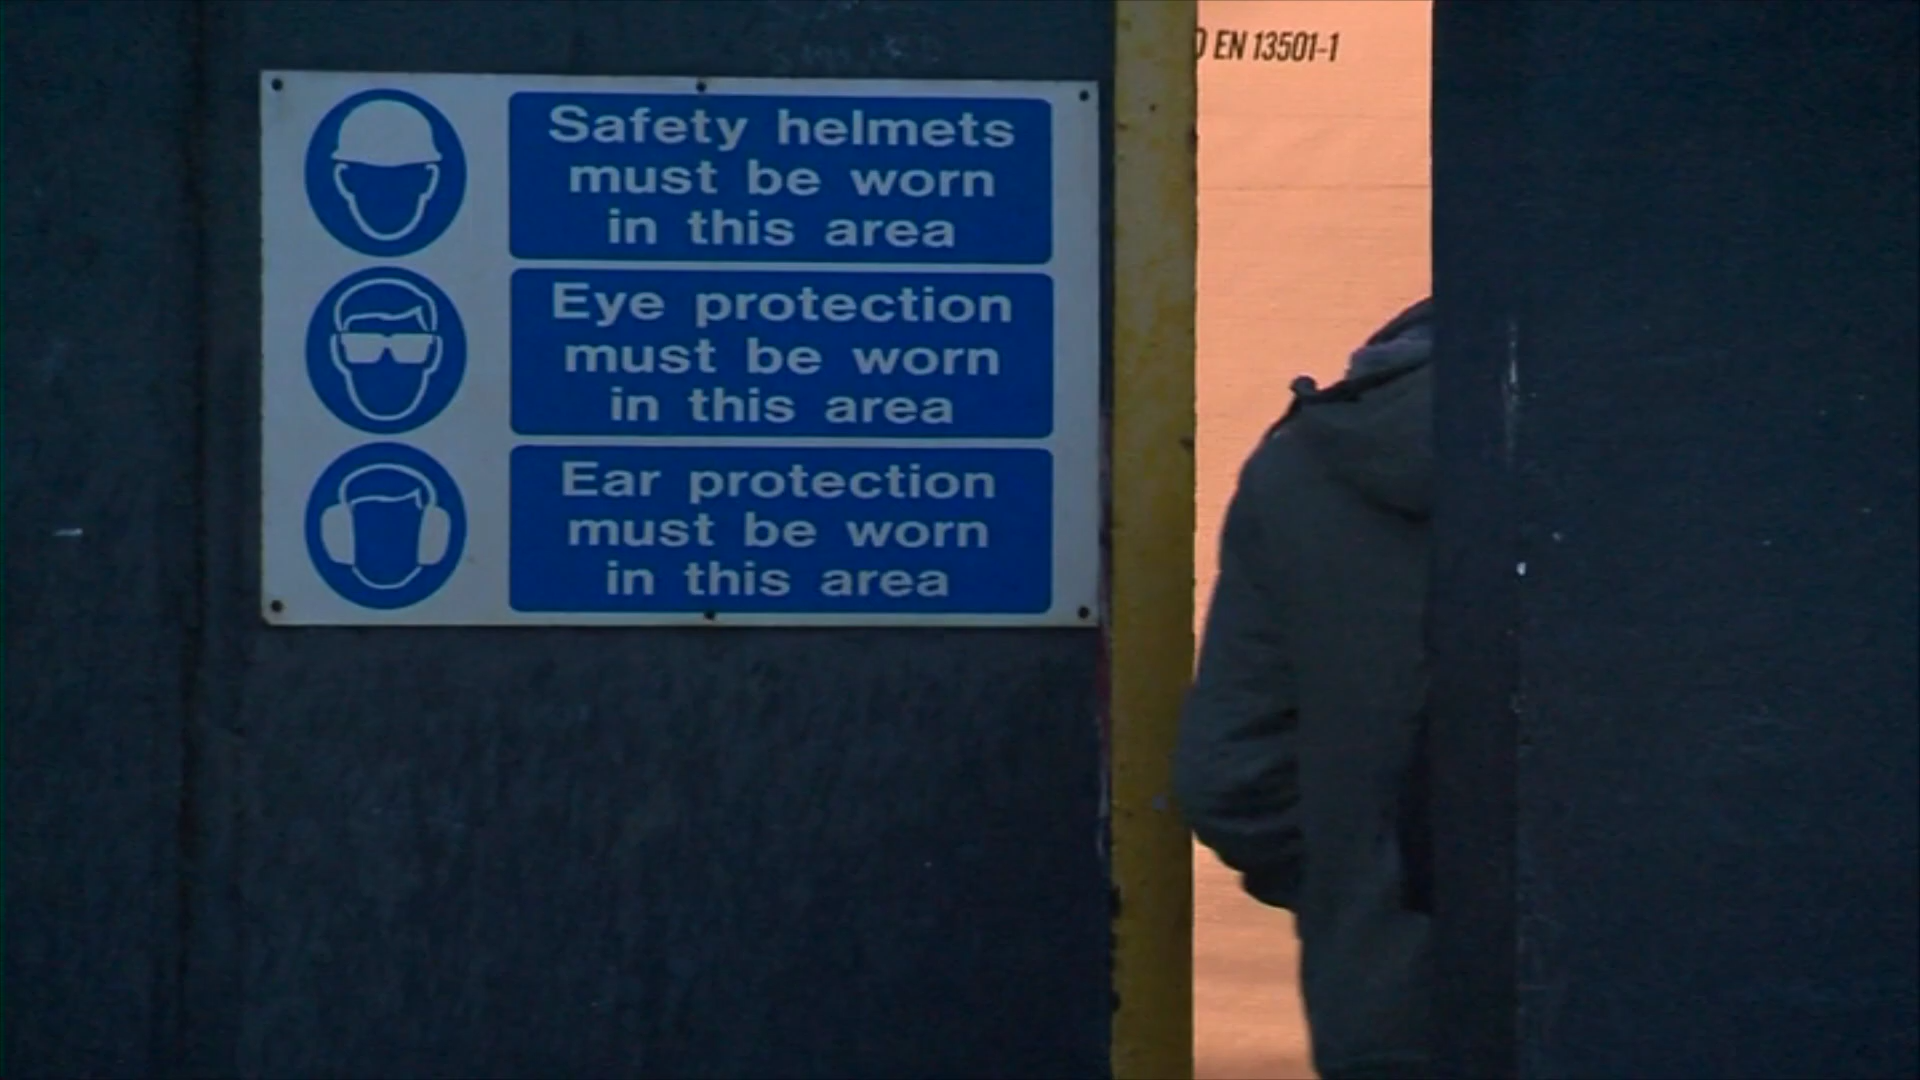 Safety helmets
must be worn
in this area
Eye protection
must be worn
in this area
Ear protection
must be worn
in this area
EN 13501-1